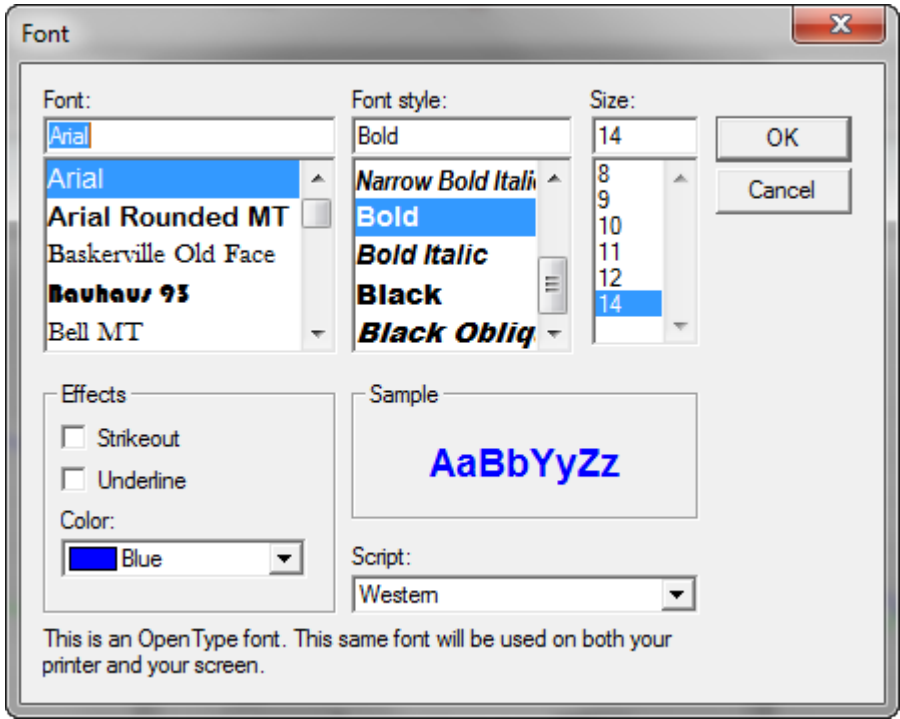 Font
X
Font:
Font style:
Size:
Arial
Bold
14
OK
Cancel
Arial
Arial Rounded MT
Baskerville Old Face
Bauhaus 93
Bell MT
Narrow Bold Itali
Bold
Bold Italic
Black
Black Obliq
8
9
10
11
12
14
Effects
Strikeout
Underline
Color:
Blue
Sample
AaBbYyZz
Script:
Western
This is an OpenType font. This same font will be used on both your
printer and your screen.